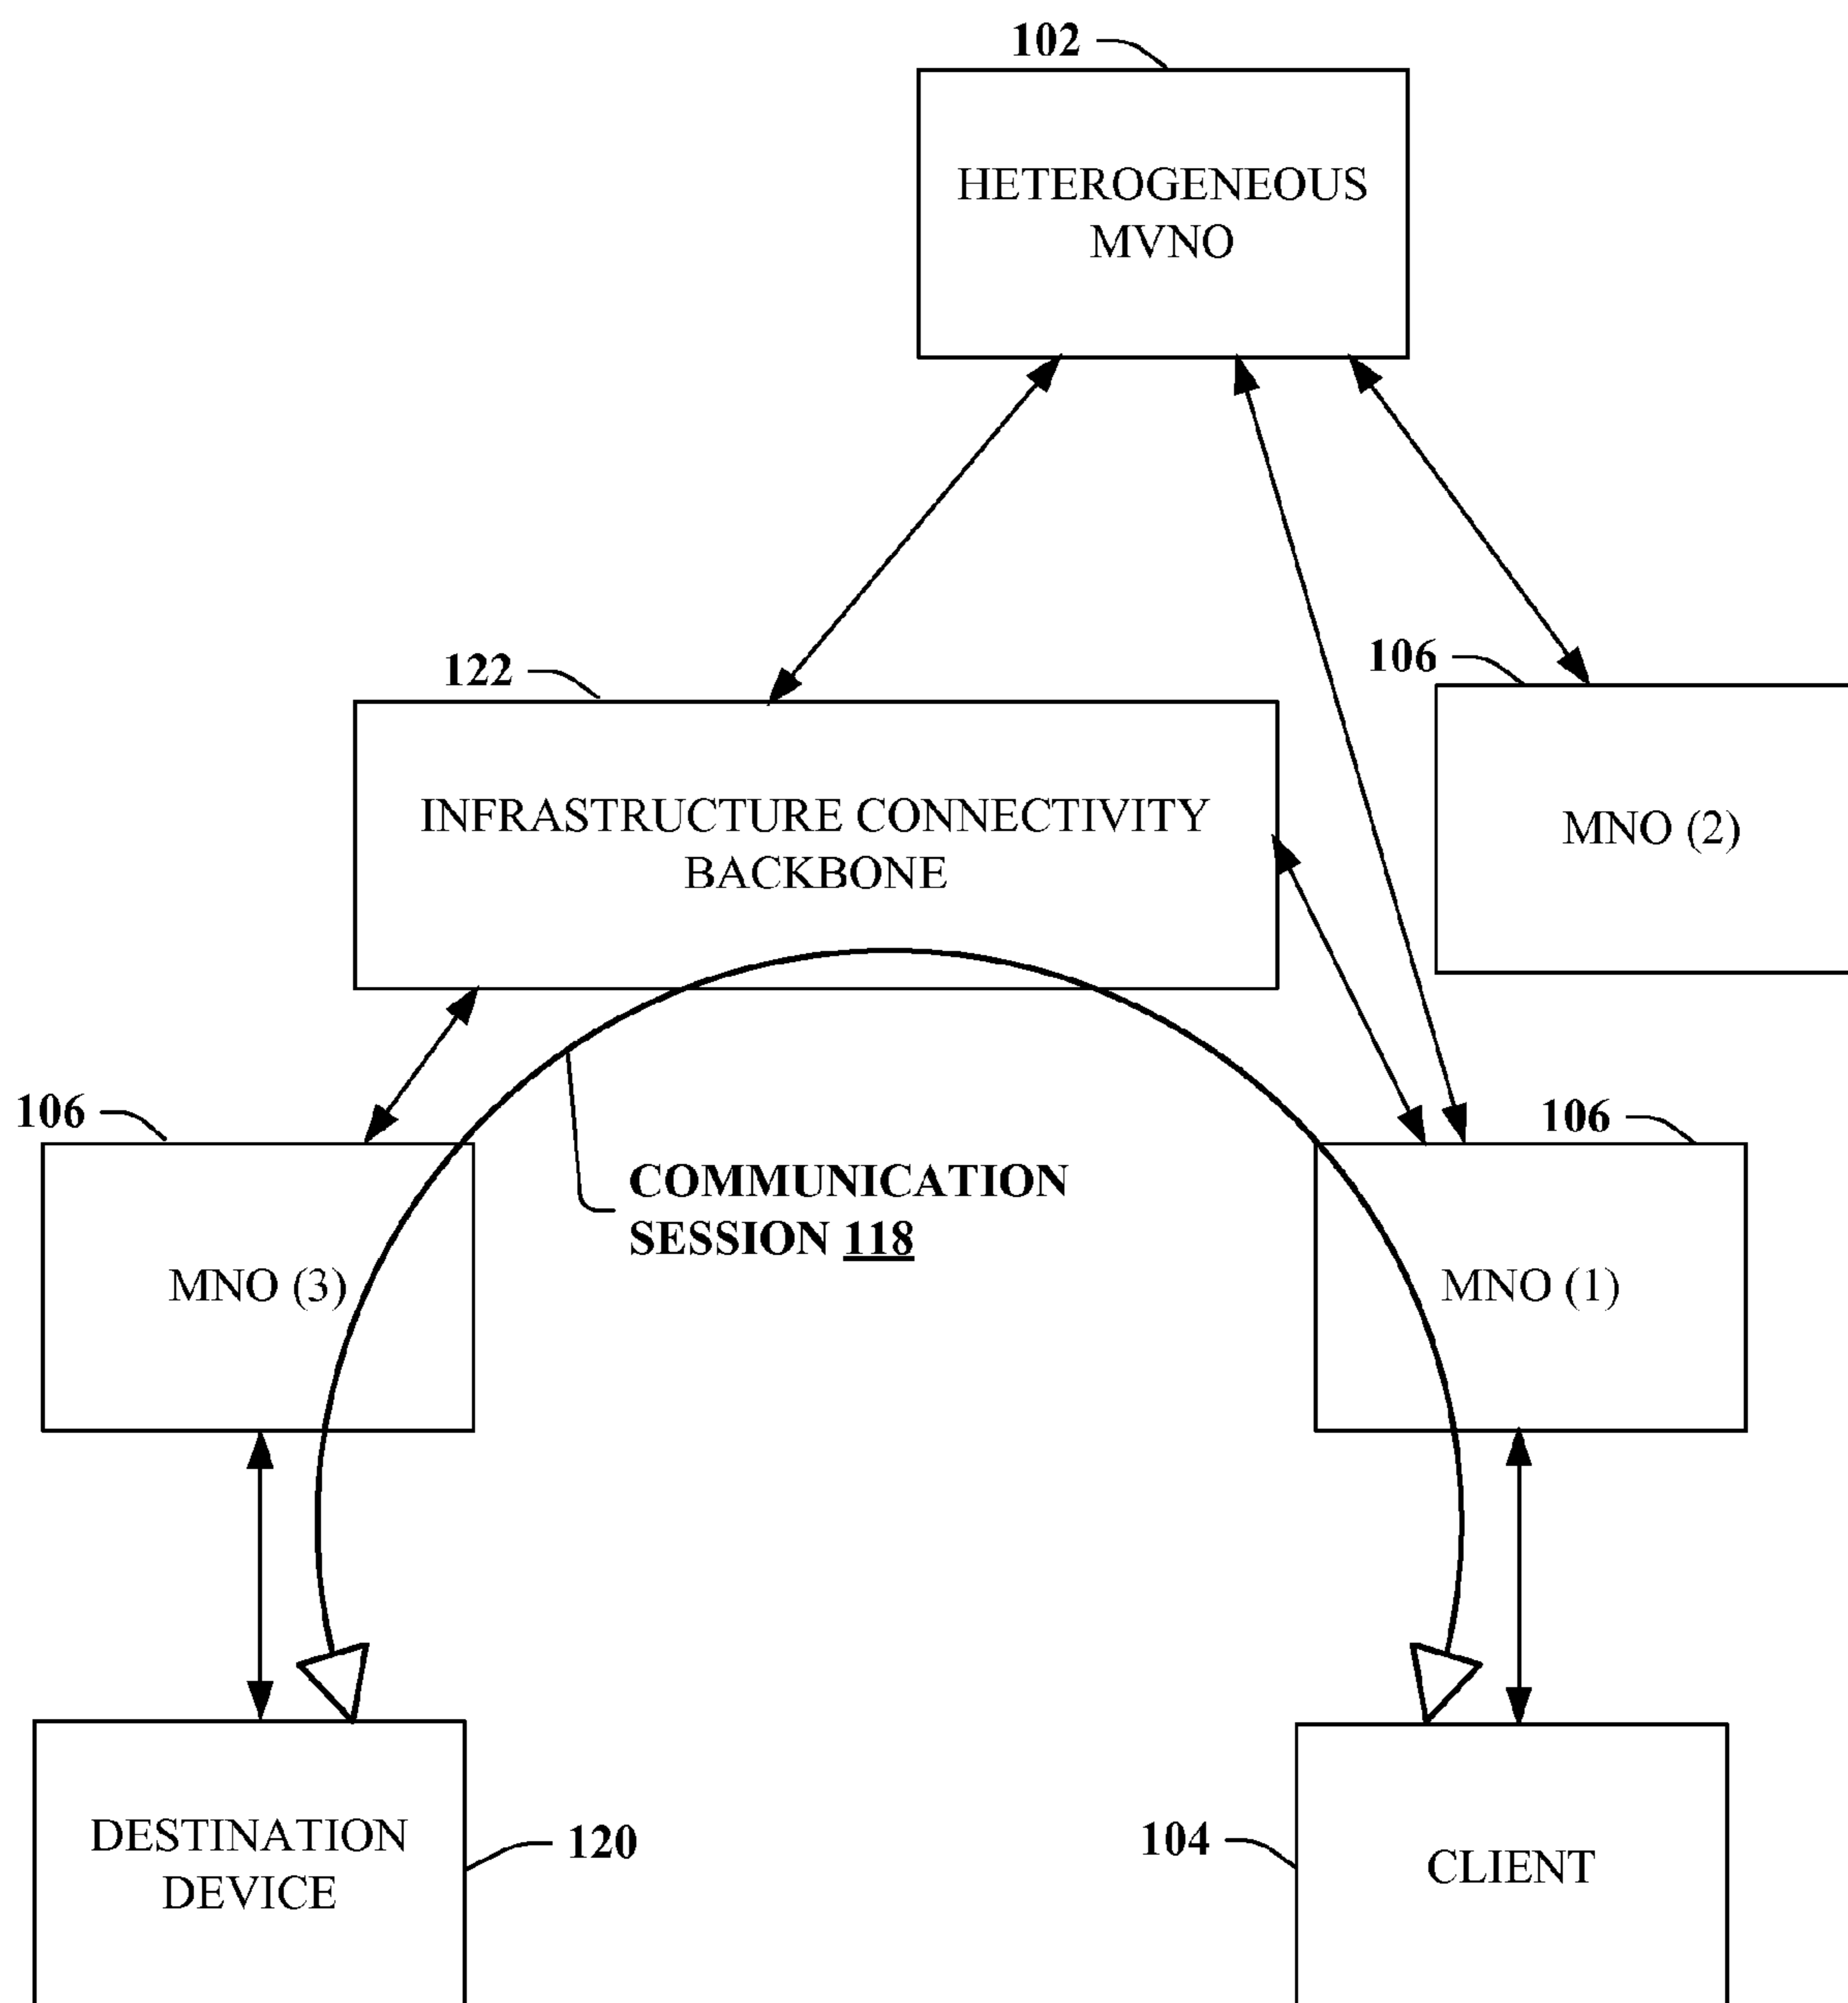 102
HETEROGENEOUS
MVNO
122
106
INFRASTRUCTURE CONNECTIVITY
BACKBONE
MNO (2)
106
106
COMMUNICATION
SESSION 118
MNO (3)
MNO (1)
DESTINATION
DEVICE
120
104
CLIENT